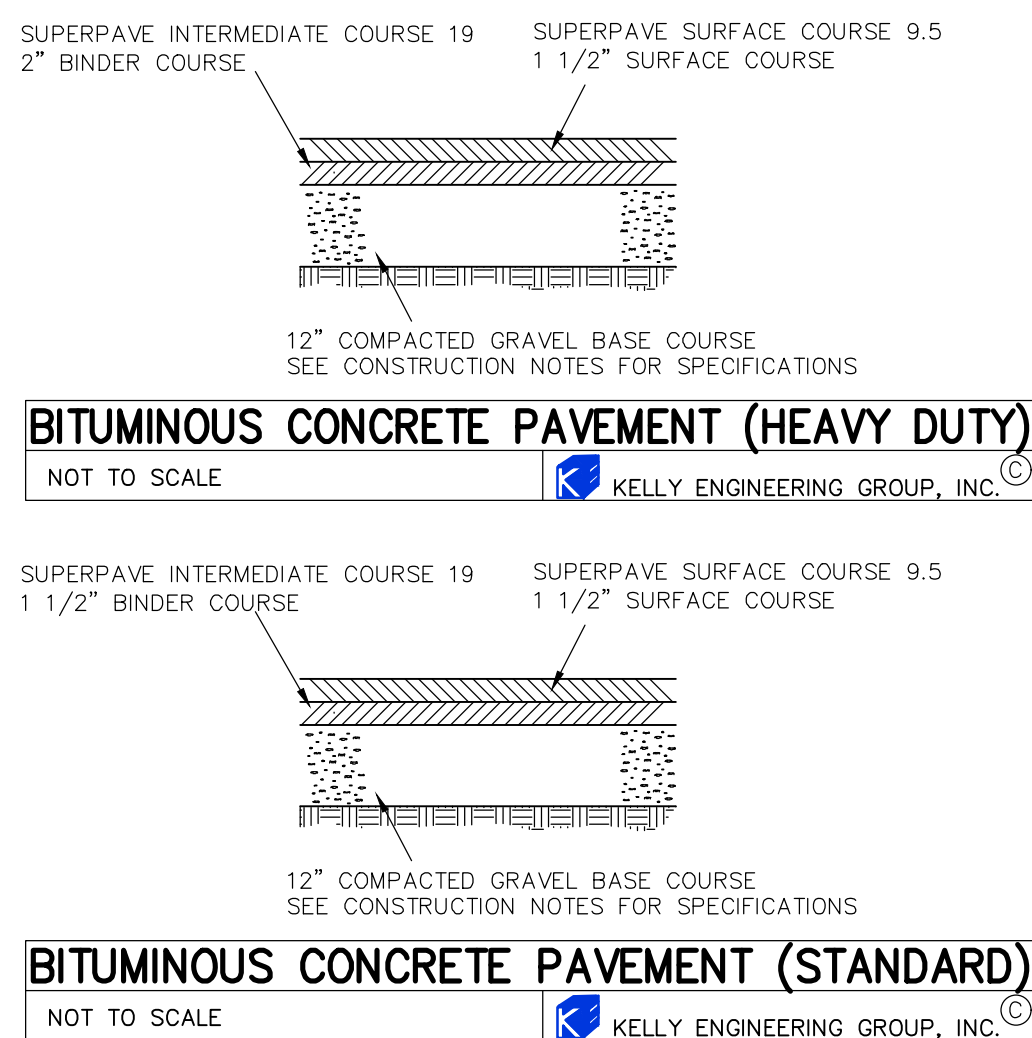 SUPERPAVE INTERMEDIATE COURSE 19
2" BINDER COURSE
SUPERPAVE SURFACE COURSE 9.5
1 1/2" SURFACE COURSE
12" COMPACTED GRAVEL BASE COURSE
SEE CONSTRUCTION NOTES FOR SPECIFICATIONS
BITUMINOUS CONCRETE PAVEMENT (HEAVY DUTY)
NOT TO SCALE
K KELLY ENGINEERING GROUP, INC.©
SUPERPAVE INTERMEDIATE COURSE 19
1 1/2" BINDER COURSE
SUPERPAVE SURFACE COURSE 9.5
1 1/2" SURFACE COURSE
12" COMPACTED GRAVEL BASE COURSE
SEE CONSTRUCTION NOTES FOR SPECIFICATIONS
BITUMINOUS CONCRETE PAVEMENT (STANDARD)
NOT TO SCALE
K KELLY ENGINEERING GROUP, INC.©